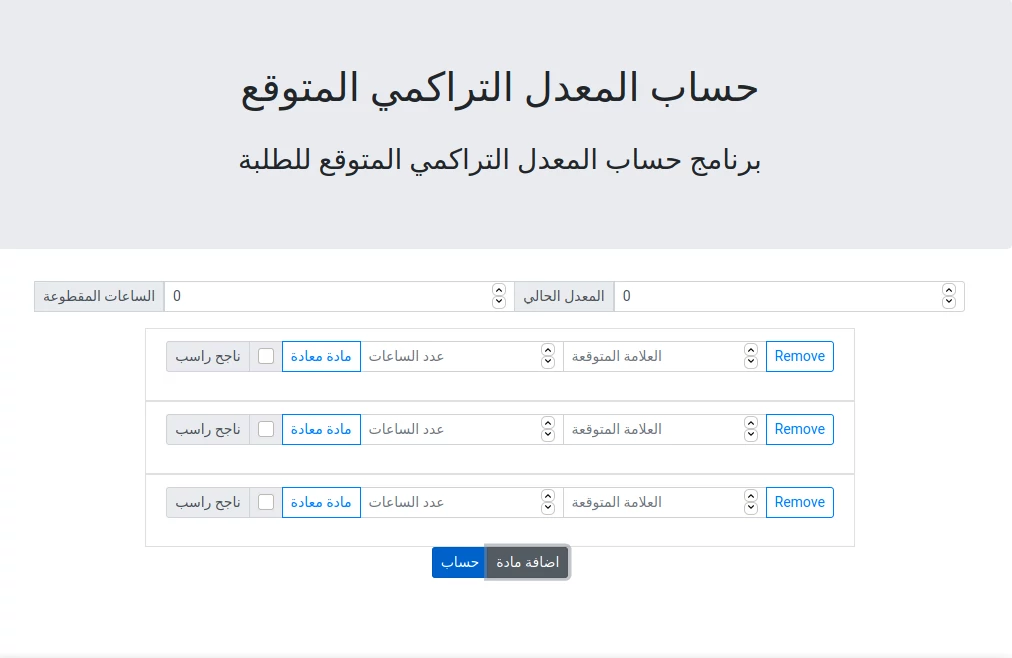 حساب المعدل التراكمي المتوقع
برنامج حساب المعدل التراكمي المتوقع للطلبة
الساعات المقطوعة 0 المعدل الحالي 0
ناجح راسب مادة معادة عدد الساعات العلامة المتوقعة Remove
ناجح راسب مادة معادة عدد الساعات العلامة المتوقعة Remove
ناجح راسب مادة معادة عدد الساعات العلامة المتوقعة Remove
حساب اضافة مادة